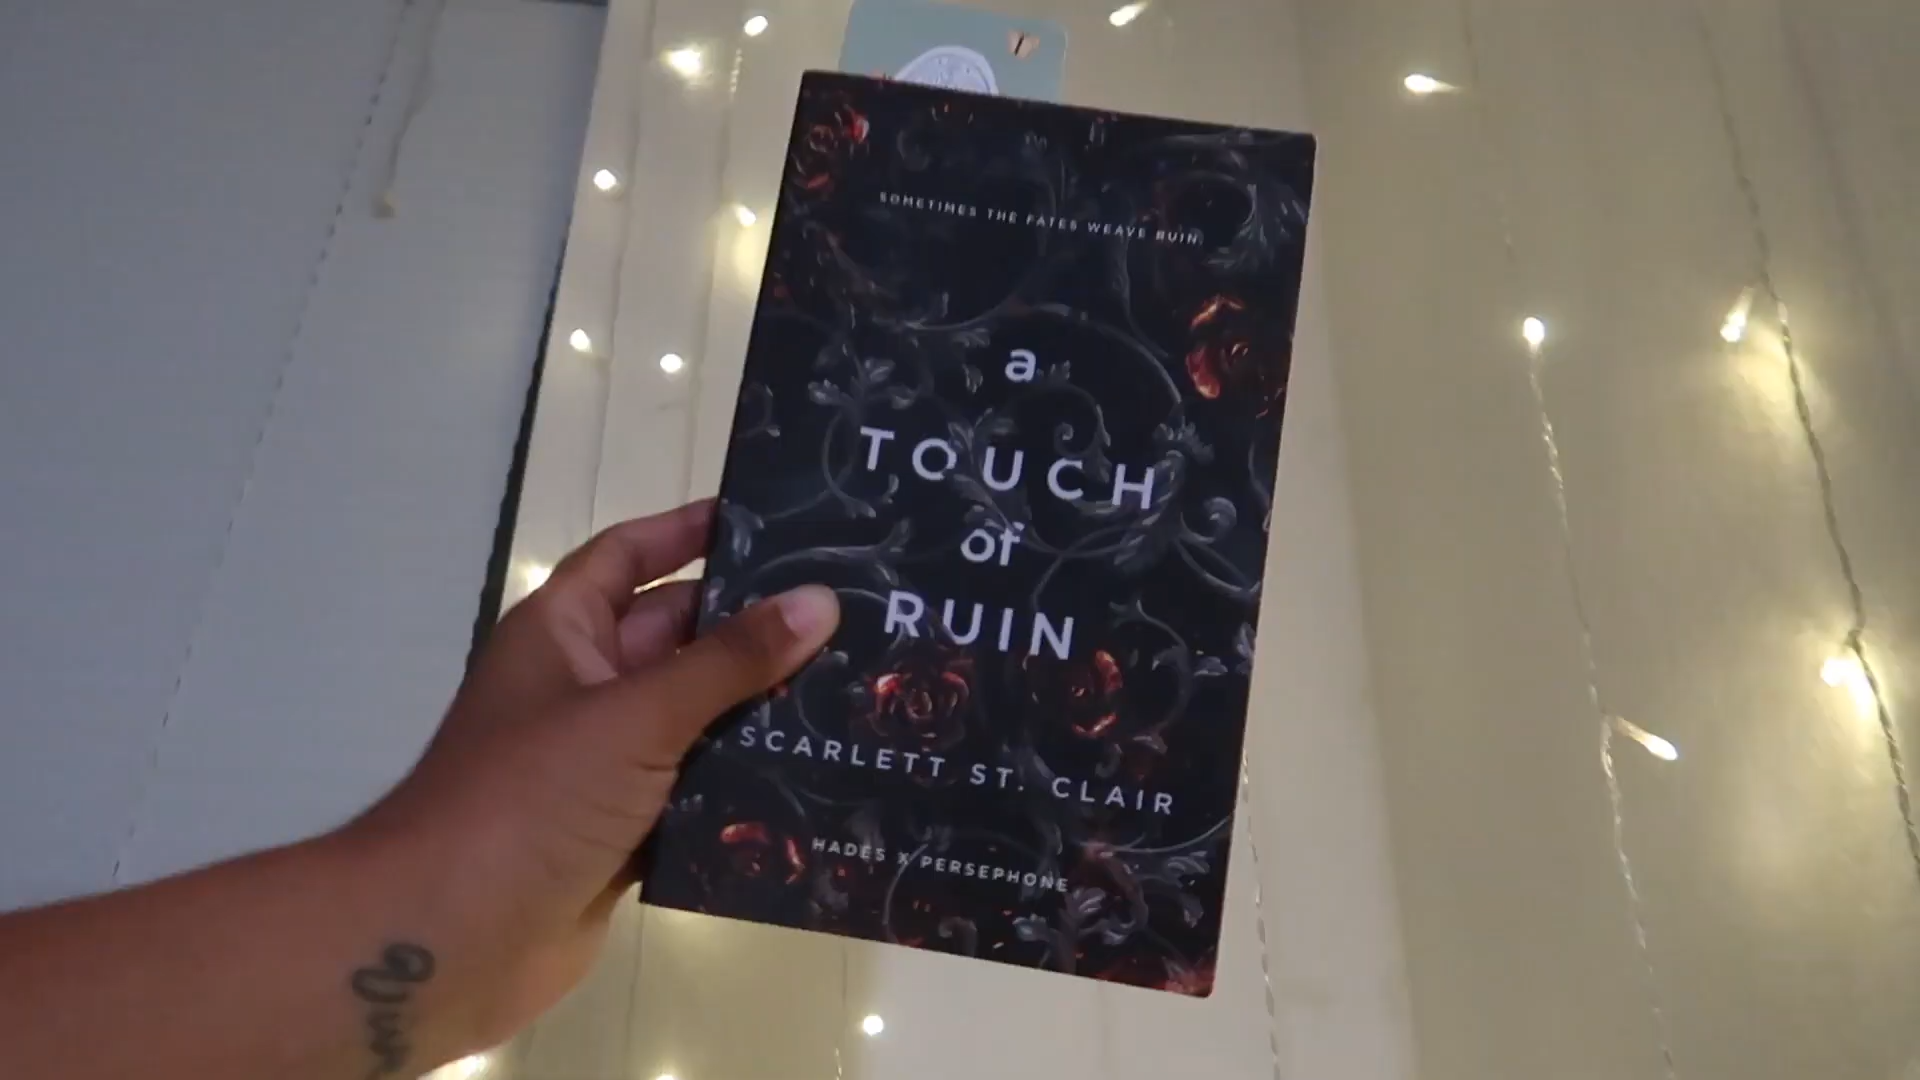 SOMETIMES THE FATES WEAVE RUIN.
a
TOUCH
of
RUIN
SCARLETT ST. CLAIR
HADES X PERSEPHONE